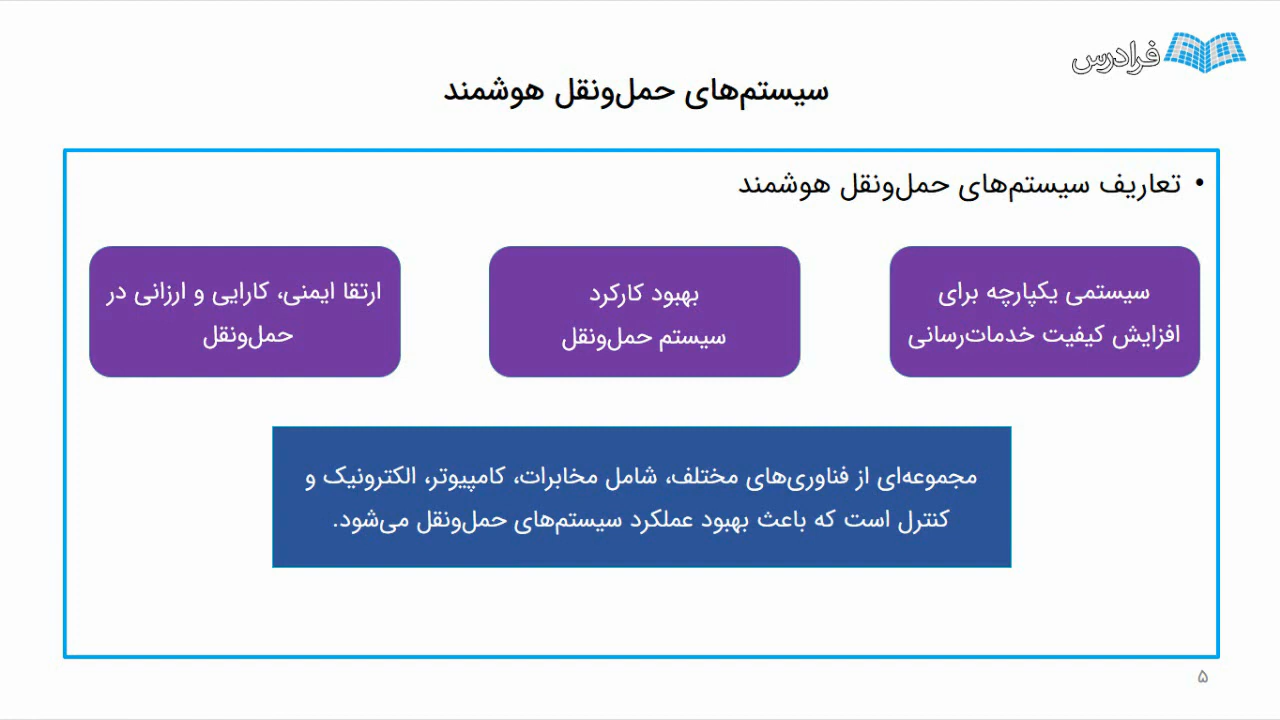 فرادرس
سیستم‌های حمل‌ونقل هوشمند
• تعاریف سیستم‌های حمل‌ونقل هوشمند
سیستمی یکپارچه برای
افزایش کیفیت خدمات‌رسانی
بهبود کارکرد
سیستم حمل‌ونقل
ارتقا ایمنی، کارایی و ارزانی در
حمل‌ونقل
مجموعه‌ای از فناوری‌های مختلف، شامل مخابرات، کامپیوتر، الکترونیک و
کنترل است که باعث بهبود عملکرد سیستم‌های حمل‌ونقل می‌شود.
۵